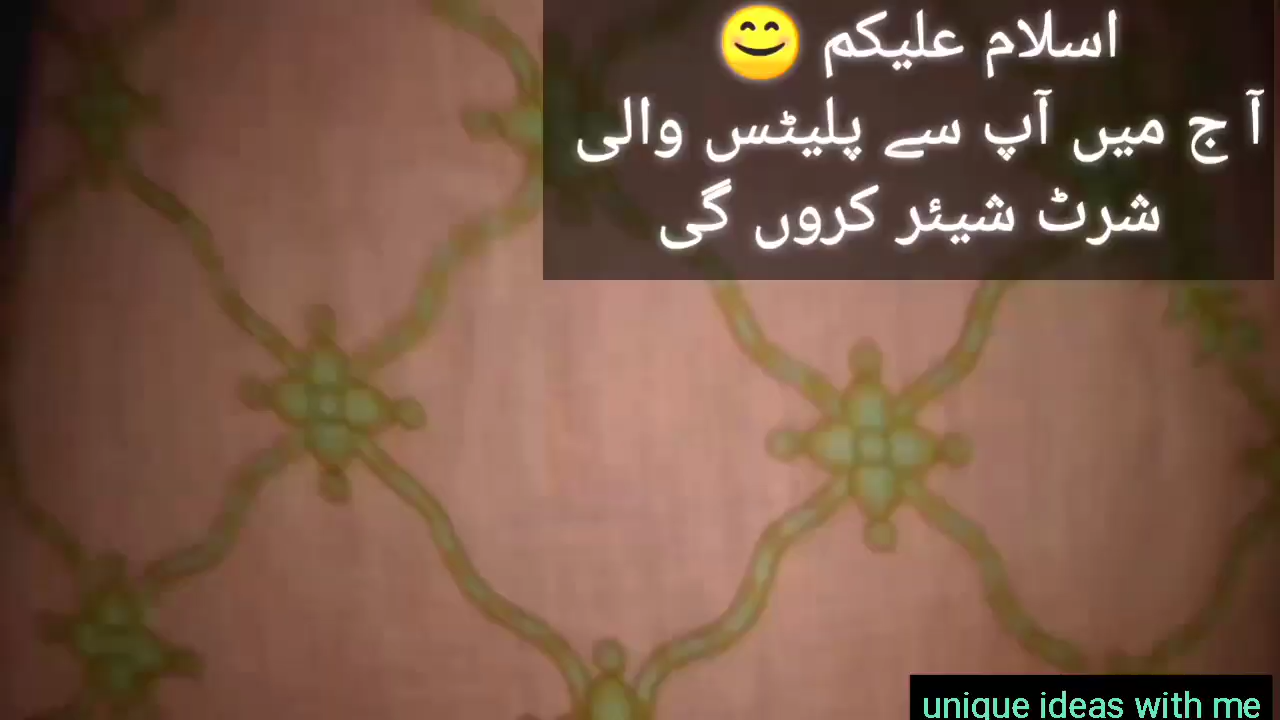 اسلام علیکم 😊
آ ج میں آپ سے پلیٹس والی
شرٹ شیئر کروں گی
unique ideas with me